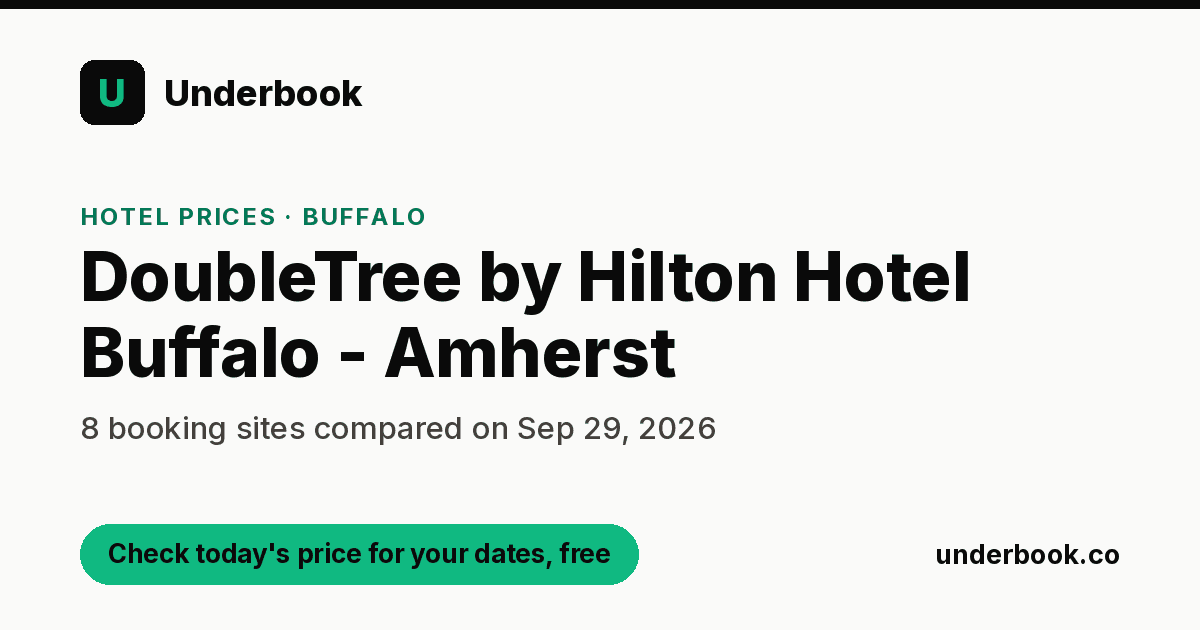 U Underbook
HOTEL PRICES · BUFFALO
DoubleTree by Hilton Hotel
Buffalo - Amherst
8 booking sites compared on Sep 29, 2026
Check today's price for your dates, free
underbook.co